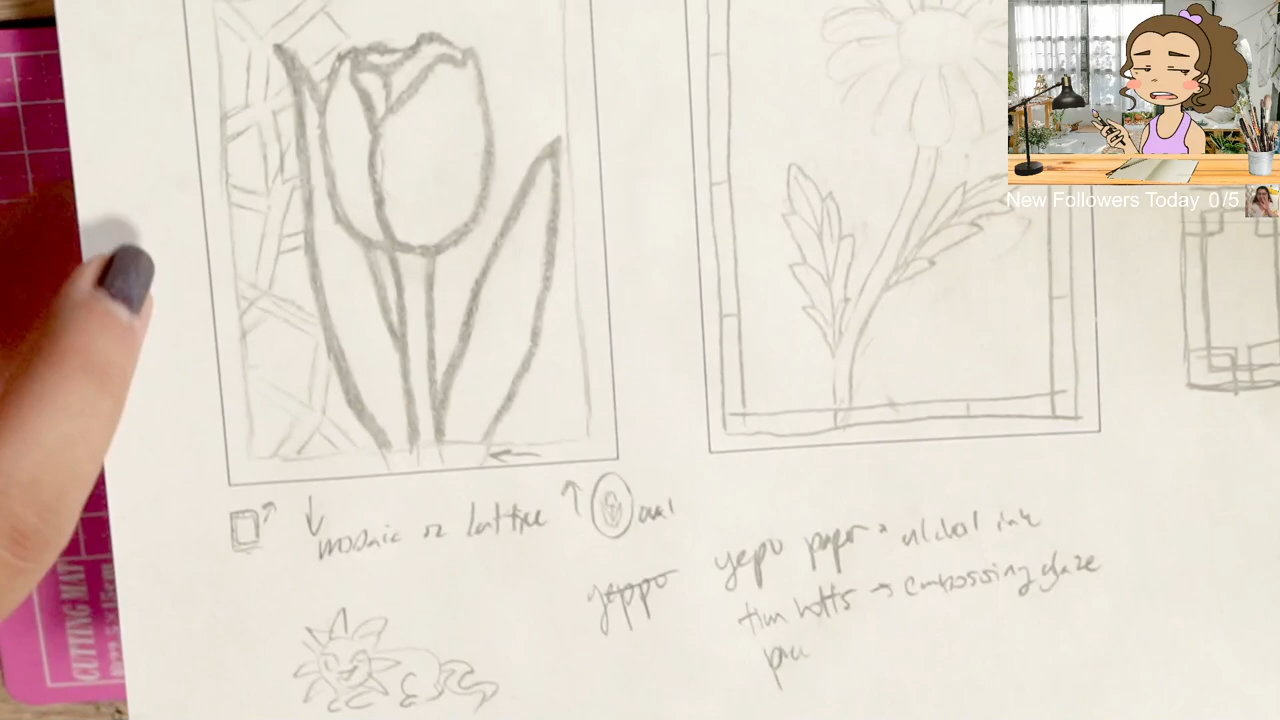 New Followers Today 0/5
mosaic or lattice
oval
yeppo
yepo paper alcohol ink
tim holtz → embossing glaze
CUTTING MAT